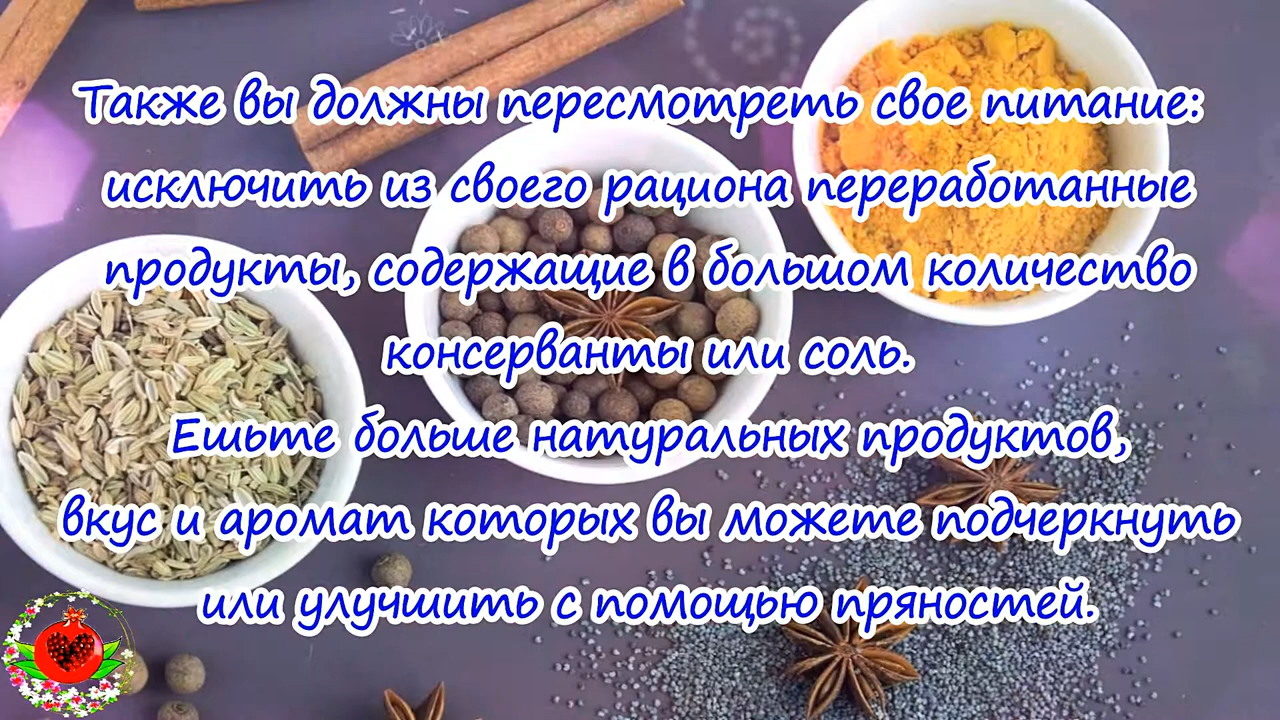 Также вы должны пересмотреть свое питание:
исключить из своего рациона переработанные
продукты, содержащие в большом количество
консерванты или соль.
Ешьте больше натуральных продуктов,
вкус и аромат которых вы можете подчеркнуть
или улучшить с помощью пряностей.